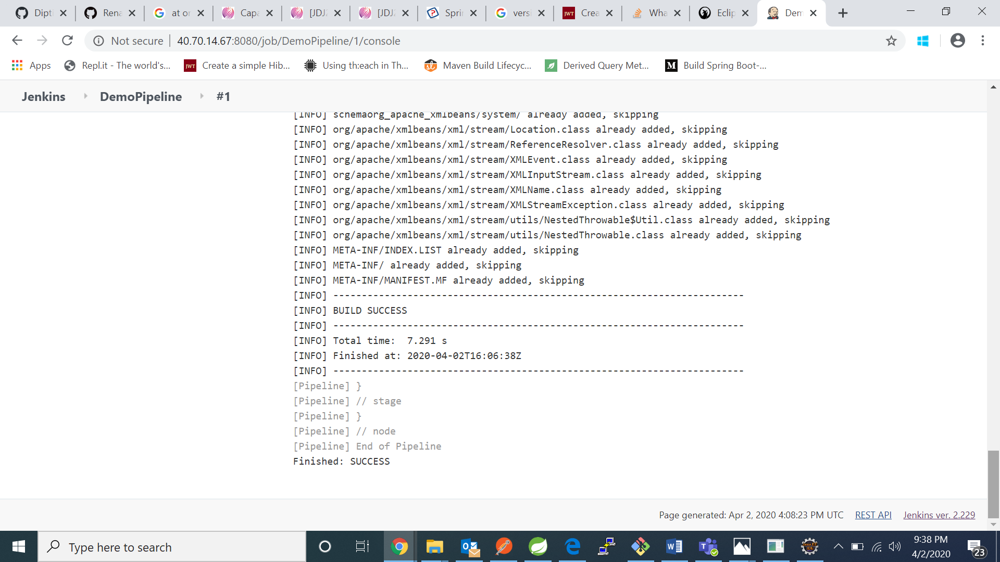 Dipti
Rena
at or
Capa
[JDJ2
[JDJ2
Sprin
versi
Crea
Wha
Eclip
Dem
Not secure
40.70.14.67:8080/job/DemoPipeline/1/console
Apps
Repl.it - The world's...
JWT
Create a simple Hib...
Using th:each in Th...
Maven Build Lifecyc...
Derived Query Met...
M
Build Spring Boot-...
Jenkins
DemoPipeline
#1
[INFO] schemaorg_apache_xmlbeans/system/ already added, skipping
[INFO] org/apache/xmlbeans/xml/stream/Location.class already added, skipping
[INFO] org/apache/xmlbeans/xml/stream/ReferenceResolver.class already added, skipping
[INFO] org/apache/xmlbeans/xml/stream/XMLEvent.class already added, skipping
[INFO] org/apache/xmlbeans/xml/stream/XMLInputStream.class already added, skipping
[INFO] org/apache/xmlbeans/xml/stream/XMLName.class already added, skipping
[INFO] org/apache/xmlbeans/xml/stream/XMLStreamException.class already added, skipping
[INFO] org/apache/xmlbeans/xml/stream/utils/NestedThrowable$Util.class already added, skipping
[INFO] org/apache/xmlbeans/xml/stream/utils/NestedThrowable.class already added, skipping
[INFO] META-INF/INDEX.LIST already added, skipping
[INFO] META-INF/ already added, skipping
[INFO] META-INF/MANIFEST.MF already added, skipping
[INFO] ------------------------------------------------------------------------
[INFO] BUILD SUCCESS
[INFO] ------------------------------------------------------------------------
[INFO] Total time:  7.291 s
[INFO] Finished at: 2020-04-02T16:06:38Z
[INFO] ------------------------------------------------------------------------
[Pipeline] }
[Pipeline] // stage
[Pipeline] }
[Pipeline] // node
[Pipeline] End of Pipeline
Finished: SUCCESS
Page generated: Apr 2, 2020 4:08:23 PM UTC
REST API
Jenkins ver. 2.229
Type here to search
9:38 PM
4/2/2020
23